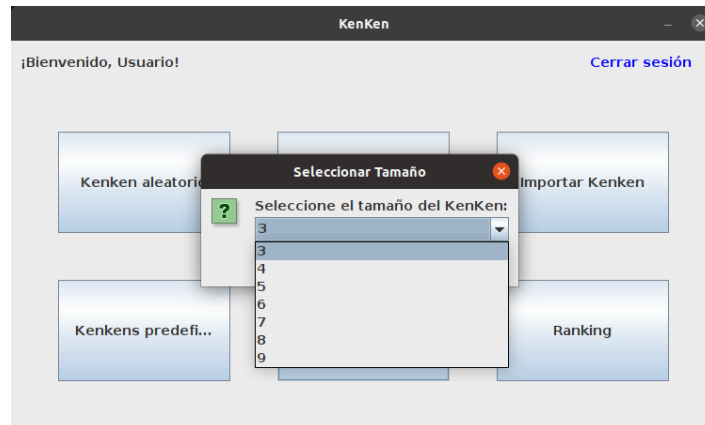 KenKen
¡Bienvenido, Usuario!
Cerrar sesión
Kenken aleatorio
Importar Kenken
Seleccionar Tamaño
?
Seleccione el tamaño del KenKen:
3
3
4
5
6
7
8
9
Kenkens predefi...
Ranking